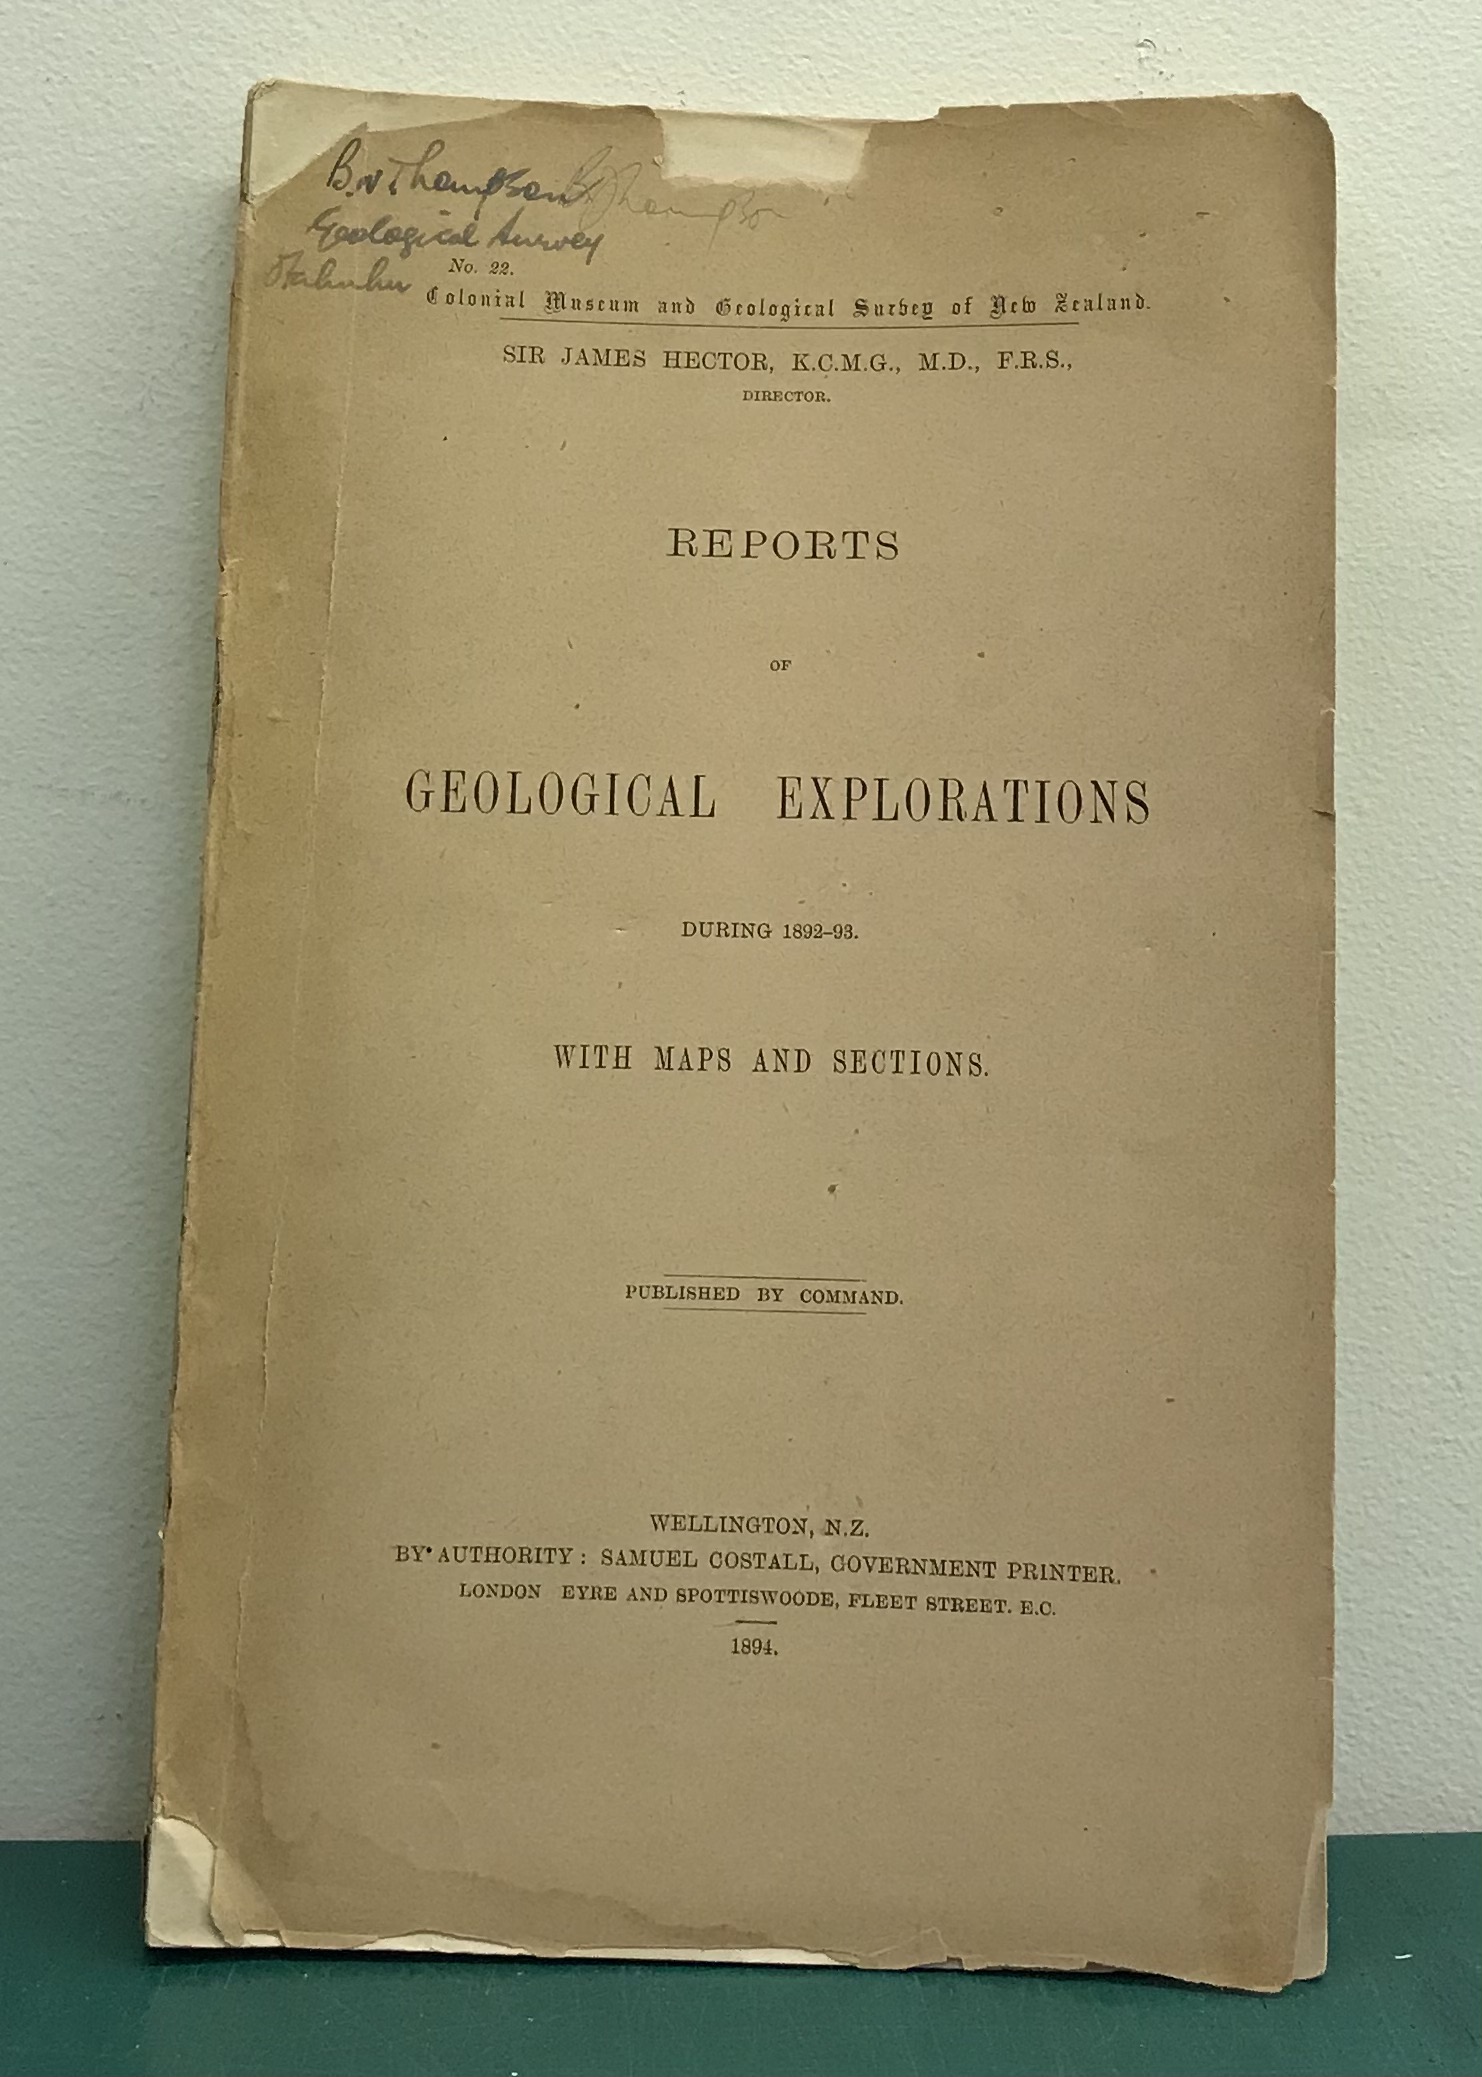 B.N Thompson B.N Thompson
Geological Survey
Otahuhu
No. 22.
Colonial Museum and Geological Survey of New Zealand.
SIR JAMES HECTOR, K.C.M.G., M.D., F.R.S.,
DIRECTOR.
REPORTS
OF
GEOLOGICAL EXPLORATIONS
DURING 1892–93.
WITH MAPS AND SECTIONS.
PUBLISHED BY COMMAND.
WELLINGTON, N.Z.
BY AUTHORITY: SAMUEL COSTALL, GOVERNMENT PRINTER.
LONDON EYRE AND SPOTTISWOODE, FLEET STREET. E.C.
1894.